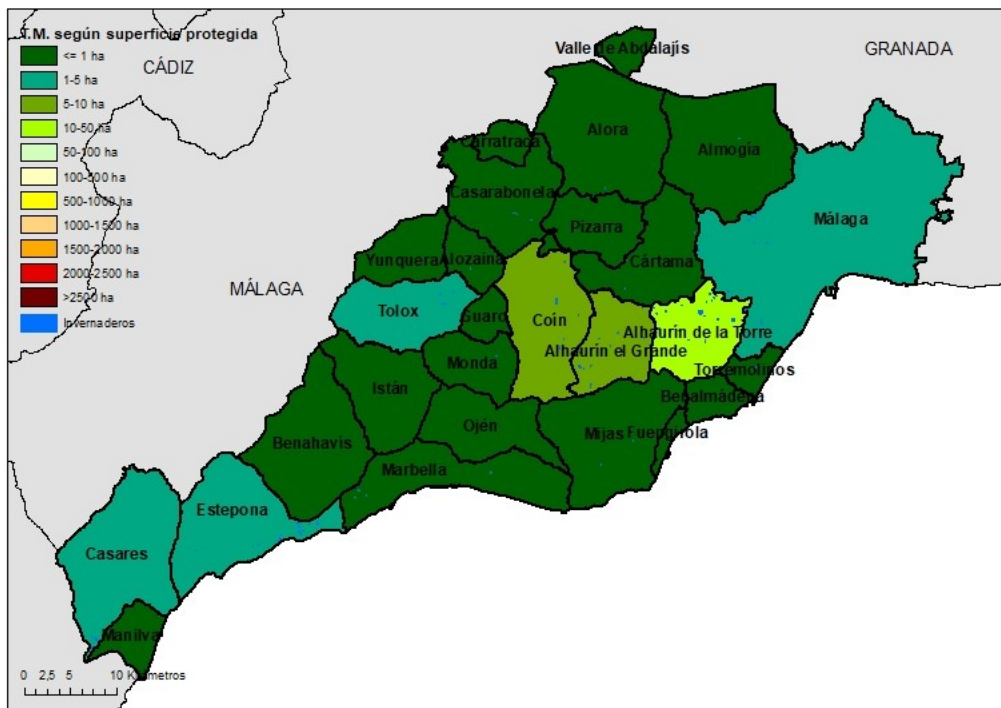 T.M. según superficie protegida
<= 1 ha
1-5 ha
5-10 ha
10-50 ha
50-100 ha
100-500 ha
500-1000 ha
1000-1500 ha
1500-2000 ha
2000-2500 ha
>2500 ha
Invernaderos
CÁDIZ
GRANADA
MÁLAGA
Valle de Abdalajís
Alora
Almogía
Carratraca
Casarabonela
Málaga
Pizarra
Yunquera
Alozaina
Cártama
Tolox
Guaro
Coín
Alhaurín de la Torre
Alhaurín el Grande
Monda
Torremolinos
Istán
Benalmádena
Ojén
Mijas
Fuengirola
Benahavís
Marbella
Estepona
Casares
Manilva
0 2,5 5 10 Kilómetros